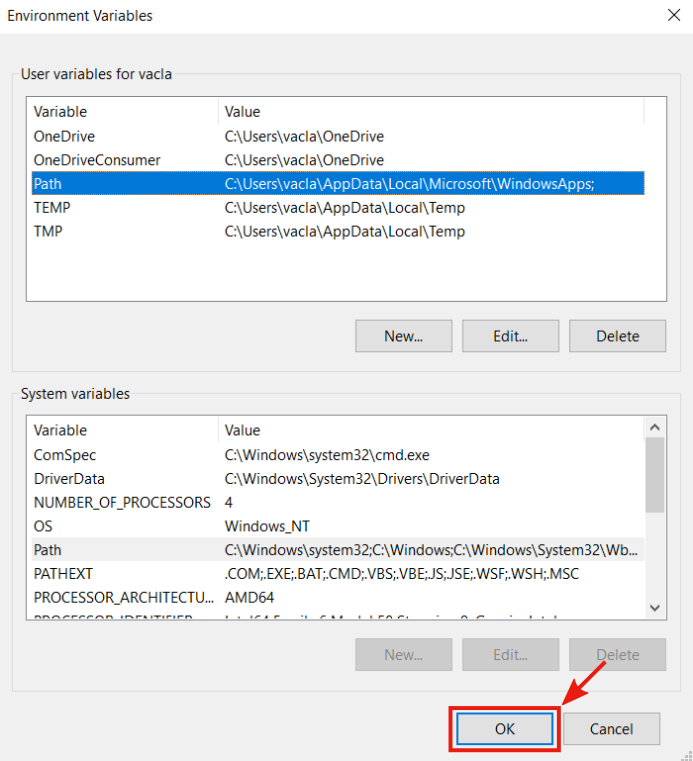 Environment Variables
User variables for vacla
Variable Value
OneDrive C:\Users\vacla\OneDrive
OneDriveConsumer C:\Users\vacla\OneDrive
Path C:\Users\vacla\AppData\Local\Microsoft\WindowsApps;
TEMP C:\Users\vacla\AppData\Local\Temp
TMP C:\Users\vacla\AppData\Local\Temp
New... Edit... Delete
System variables
Variable Value
ComSpec C:\Windows\system32\cmd.exe
DriverData C:\Windows\System32\Drivers\DriverData
NUMBER_OF_PROCESSORS 4
OS Windows_NT
Path C:\Windows\system32;C:\Windows;C:\Windows\System32\Wb...
PATHEXT .COM;.EXE;.BAT;.CMD;.VBS;.VBE;.JS;.JSE;.WSF;.WSH;.MSC
PROCESSOR_ARCHITECTU... AMD64
New... Edit... Delete
OK Cancel